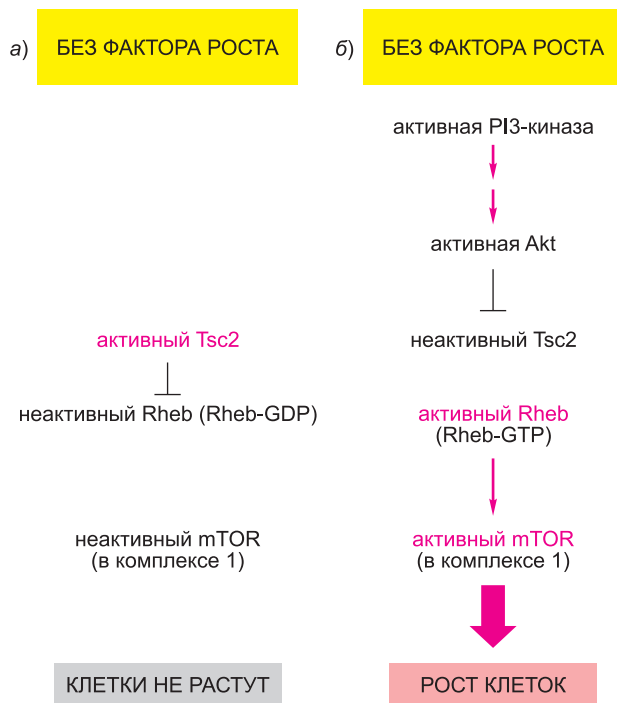 а) БЕЗ ФАКТОРА РОСТА
активный Tsc2
неактивный Rheb (Rheb-GDP)
неактивный mTOR
(в комплексе 1)
КЛЕТКИ НЕ РАСТУТ
б) БЕЗ ФАКТОРА РОСТА
активная PI3-киназа
активная Akt
неактивный Tsc2
активный Rheb
(Rheb-GTP)
активный mTOR
(в комплексе 1)
РОСТ КЛЕТОК